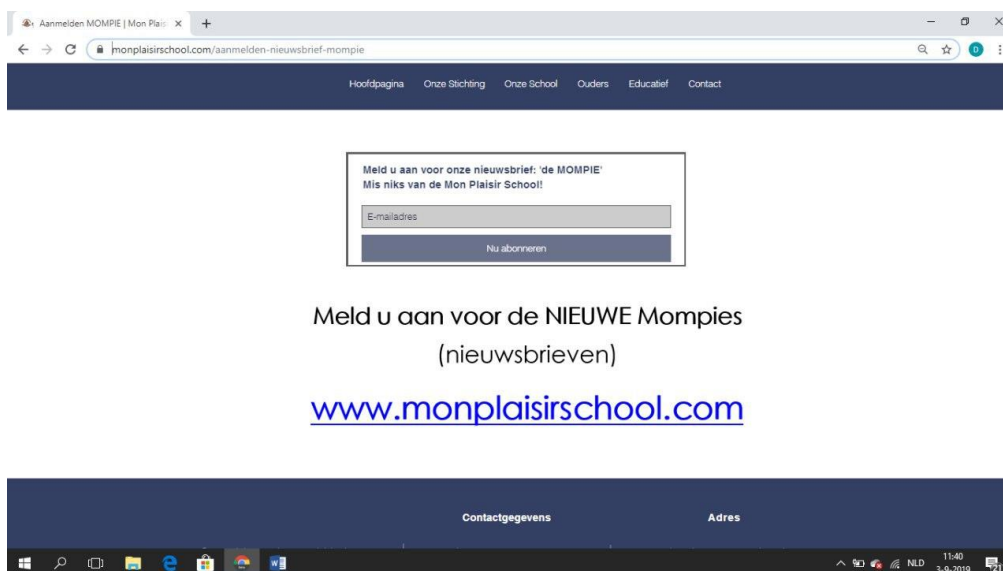 Aanmelden MOMPIE | Mon Plais
monplaisirschool.com/aanmelden-nieuwsbrief-mompie
D
Hoofdpagina Onze Stichting Onze School Ouders Educatief Contact
Meld u aan voor onze nieuwsbrief: 'de MOMPIE'
Mis niks van de Mon Plaisir School!
E-mailadres
Nu abonneren
Meld u aan voor de NIEUWE Mompies
(nieuwsbrieven)
www.monplaisirschool.com
Contactgegevens Adres
NLD
11:40
3-9-2019
21